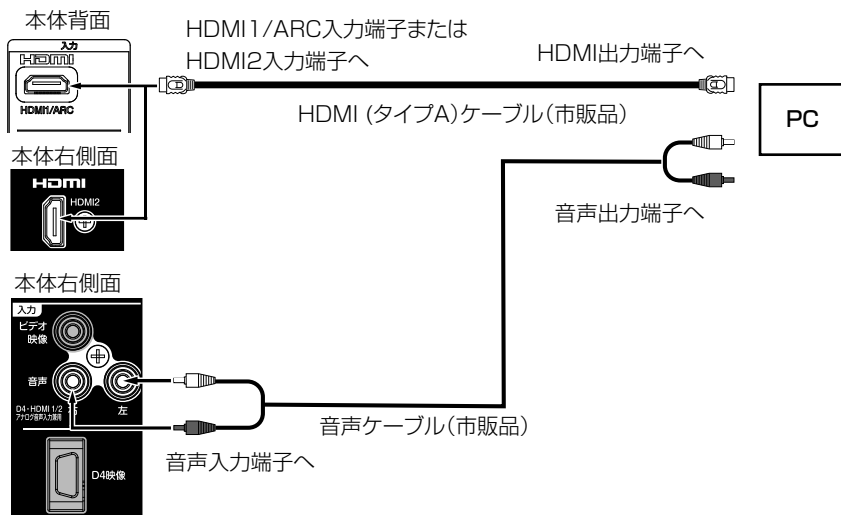 本体背面
入力
HDMI
HDMI1/ARC
HDMI1/ARC入力端子または
HDMI2入力端子へ
HDMI出力端子へ
HDMI (タイプA)ケーブル(市販品)
PC
本体右側面
HDMI
HDMI2
音声出力端子へ
本体右側面
入力
ビデオ
映像
音声
D4・HDMI 1/2
アナログ音声入力兼用
右
左
音声ケーブル(市販品)
音声入力端子へ
D4映像